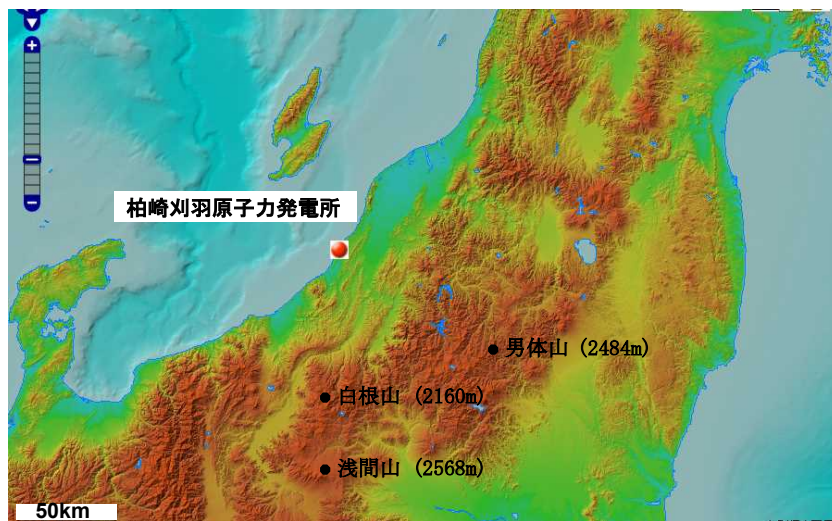 柏崎刈羽原子力発電所
男体山 (2484m)
白根山 (2160m)
浅間山 (2568m)
50km